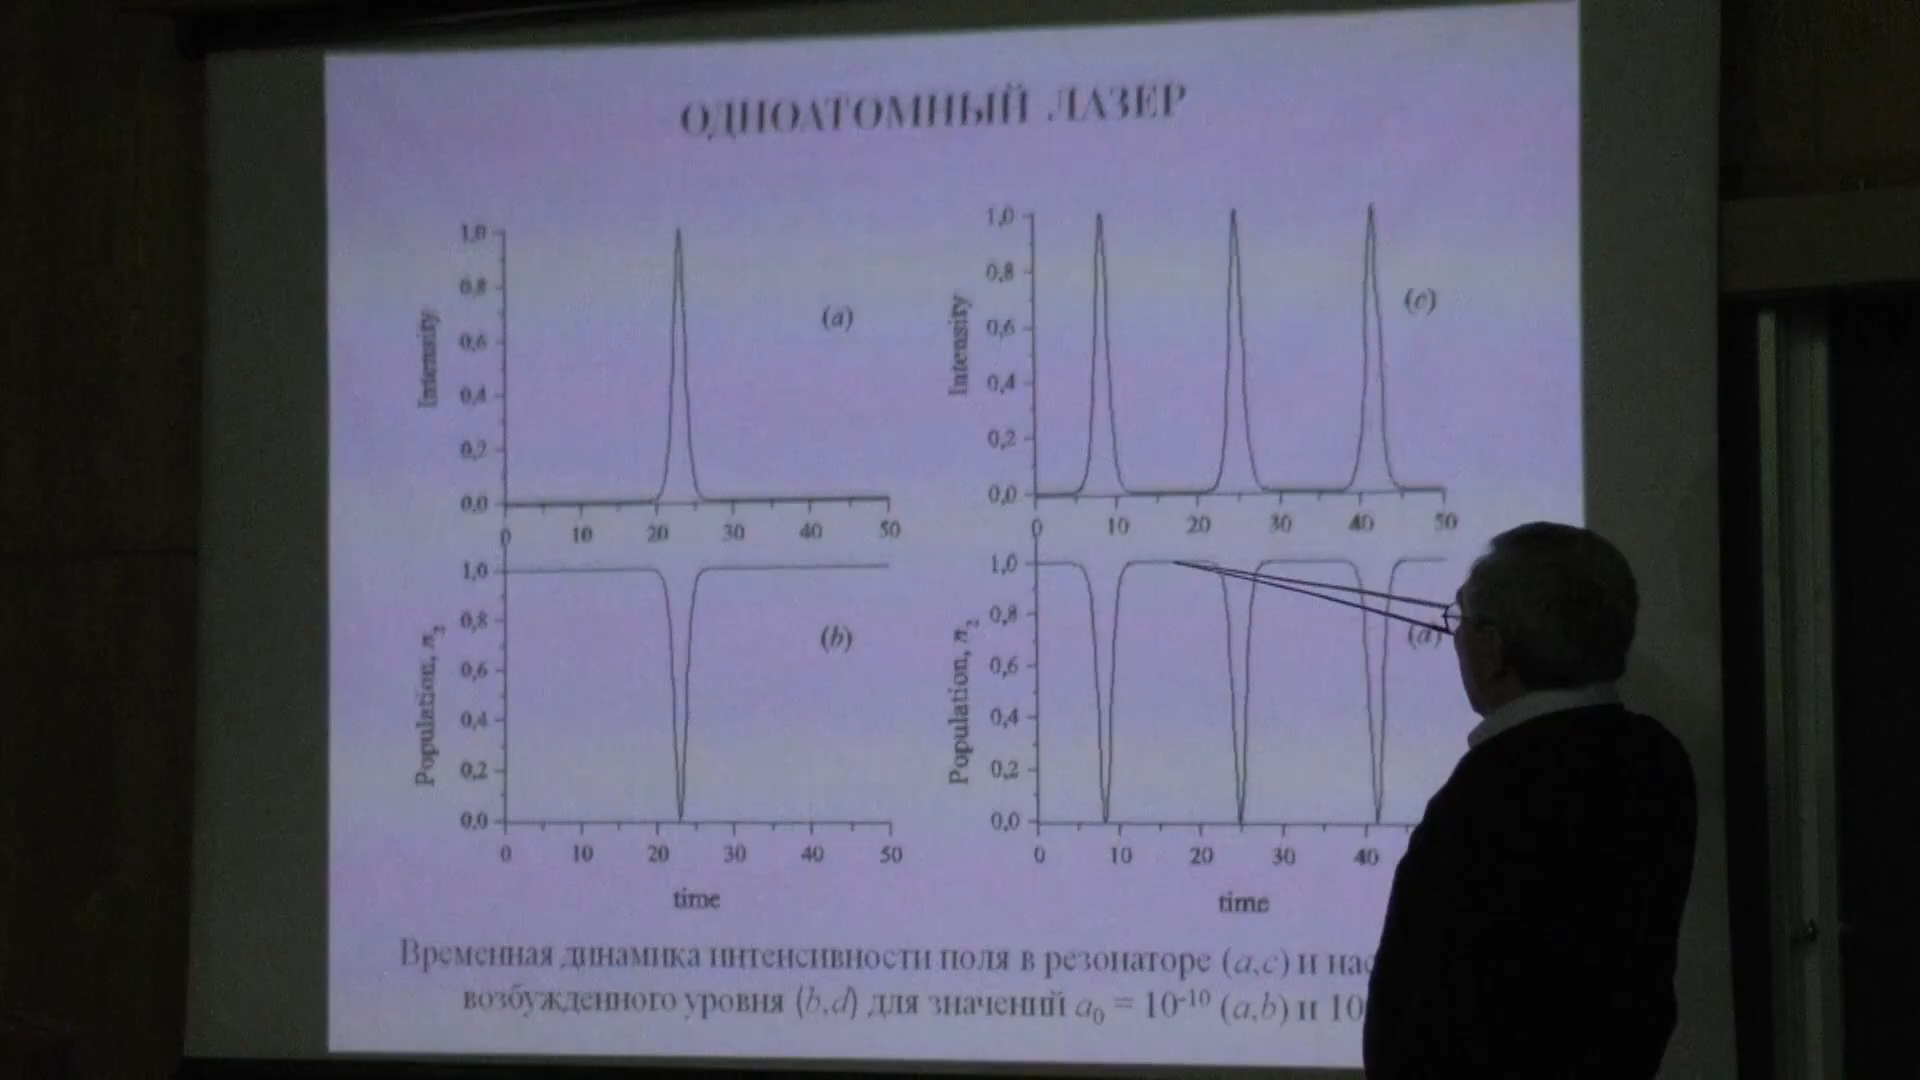 ОДНОАТОМНЫЙ ЛАЗЕР
1,0
0,8
0,6
0,4
0,2
0,0
Intensity
(a)
0 10 20 30 40 50
1,0
0,8
0,6
0,4
0,2
0,0
Intensity
(c)
0 10 20 30 40 50
1,0
0,8
0,6
0,4
0,2
0,0
Population, n₂
(b)
0 10 20 30 40 50
time
1,0
0,8
0,6
0,4
0,2
0,0
Population, n₂
(d)
0 10 20 30 40
time
Временная динамика интенсивности поля в резонаторе (a,c) и
возбужденного уровня (b,d) для значений a₀ = 10⁻¹⁰ (a,b) и